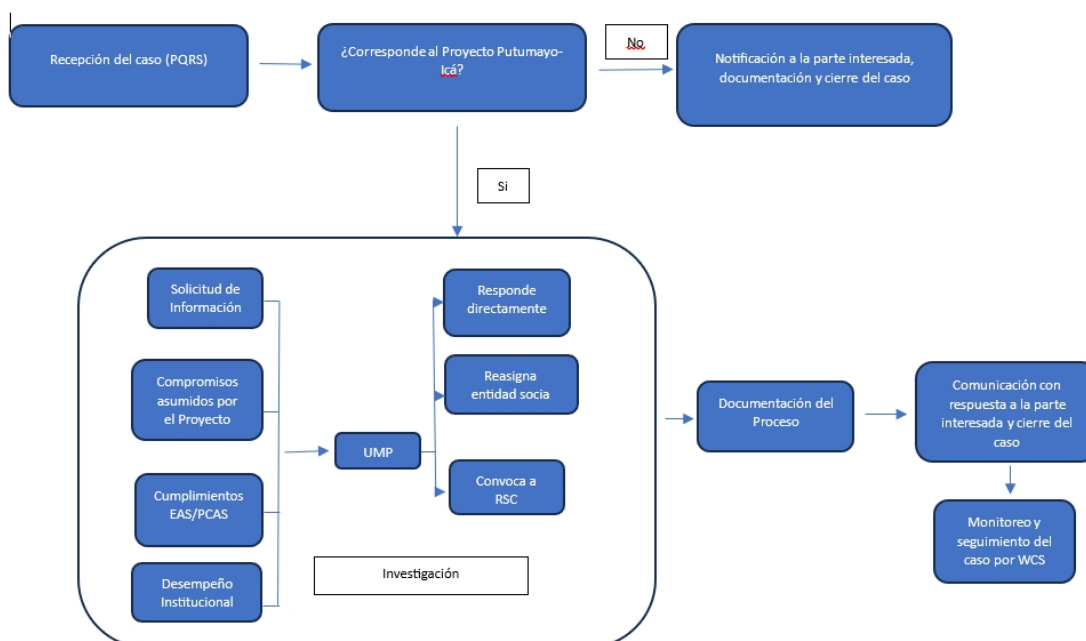 Recepción del caso (PQRS)
¿Corresponde al Proyecto Putumayo-
Icá?
No
Notificación a la parte interesada,
documentación y cierre del caso
Si
Solicitud de
Información
Compromisos
asumidos por
el Proyecto
Cumplimientos
EAS/PCAS
Desempeño
Institucional
UMP
Responde
directamente
Reasigna
entidad socia
Convoca a
RSC
Investigación
Documentación del
Proceso
Comunicación con
respuesta a la parte
interesada y cierre del
caso
Monitoreo y
seguimiento del
caso por WCS